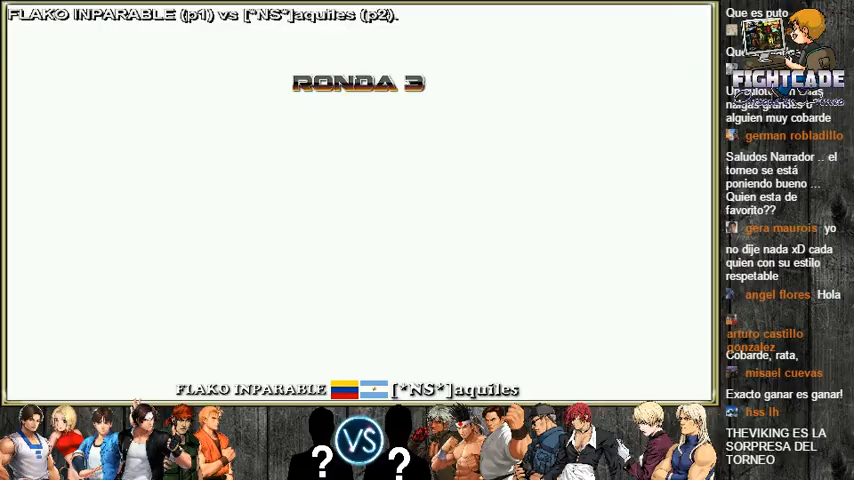 FLAKO INPARABLE (p1) vs [*NS*]aquiles (p2).
RONDA 3
FLAKO INPARABLE
[*NS*]aquiles
VS
?
?
Que es puto
FIGHTCADE
alguien muy cobarde
german robladillo
Saludos Narrador .. el
torneo se está
poniendo bueno ...
Quien esta de
favorito??
gera maurois yo
no dije nada xD cada
quien con su estilo
respetable
angel flores Hola
arturo castillo
gonzalez
Cobarde, rata,
misael cuevas
Exacto ganar es ganar!
fiss lh
THEVIKING ES LA
SORPRESA DEL
TORNEO